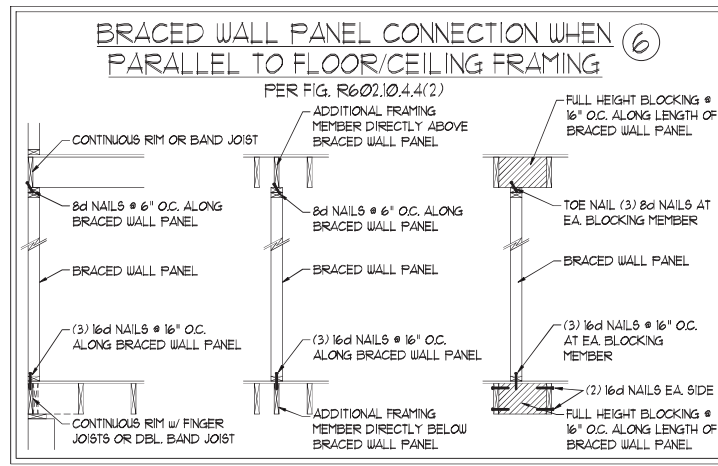 BRACED WALL PANEL CONNECTION WHEN
PARALLEL TO FLOOR/CEILING FRAMING
6
PER FIG. R602.10.4.4(2)
CONTINUOUS RIM OR BAND JOIST
8d NAILS @ 6" O.C. ALONG
BRACED WALL PANEL
BRACED WALL PANEL
(3) 16d NAILS @ 16" O.C.
ALONG BRACED WALL PANEL
CONTINUOUS RIM W/ FINGER
JOISTS OR DBL. BAND JOIST
ADDITIONAL FRAMING
MEMBER DIRECTLY ABOVE
BRACED WALL PANEL
8d NAILS @ 6" O.C. ALONG
BRACED WALL PANEL
BRACED WALL PANEL
(3) 16d NAILS @ 16" O.C.
ALONG BRACED WALL PANEL
ADDITIONAL FRAMING
MEMBER DIRECTLY BELOW
BRACED WALL PANEL
FULL HEIGHT BLOCKING @
16" O.C. ALONG LENGTH OF
BRACED WALL PANEL
TOE NAIL (3) 8d NAILS AT
EA. BLOCKING MEMBER
BRACED WALL PANEL
(3) 16d NAILS @ 16" O.C.
AT EA. BLOCKING
MEMBER
(2) 16d NAILS EA. SIDE
FULL HEIGHT BLOCKING @
16" O.C. ALONG LENGTH OF
BRACED WALL PANEL